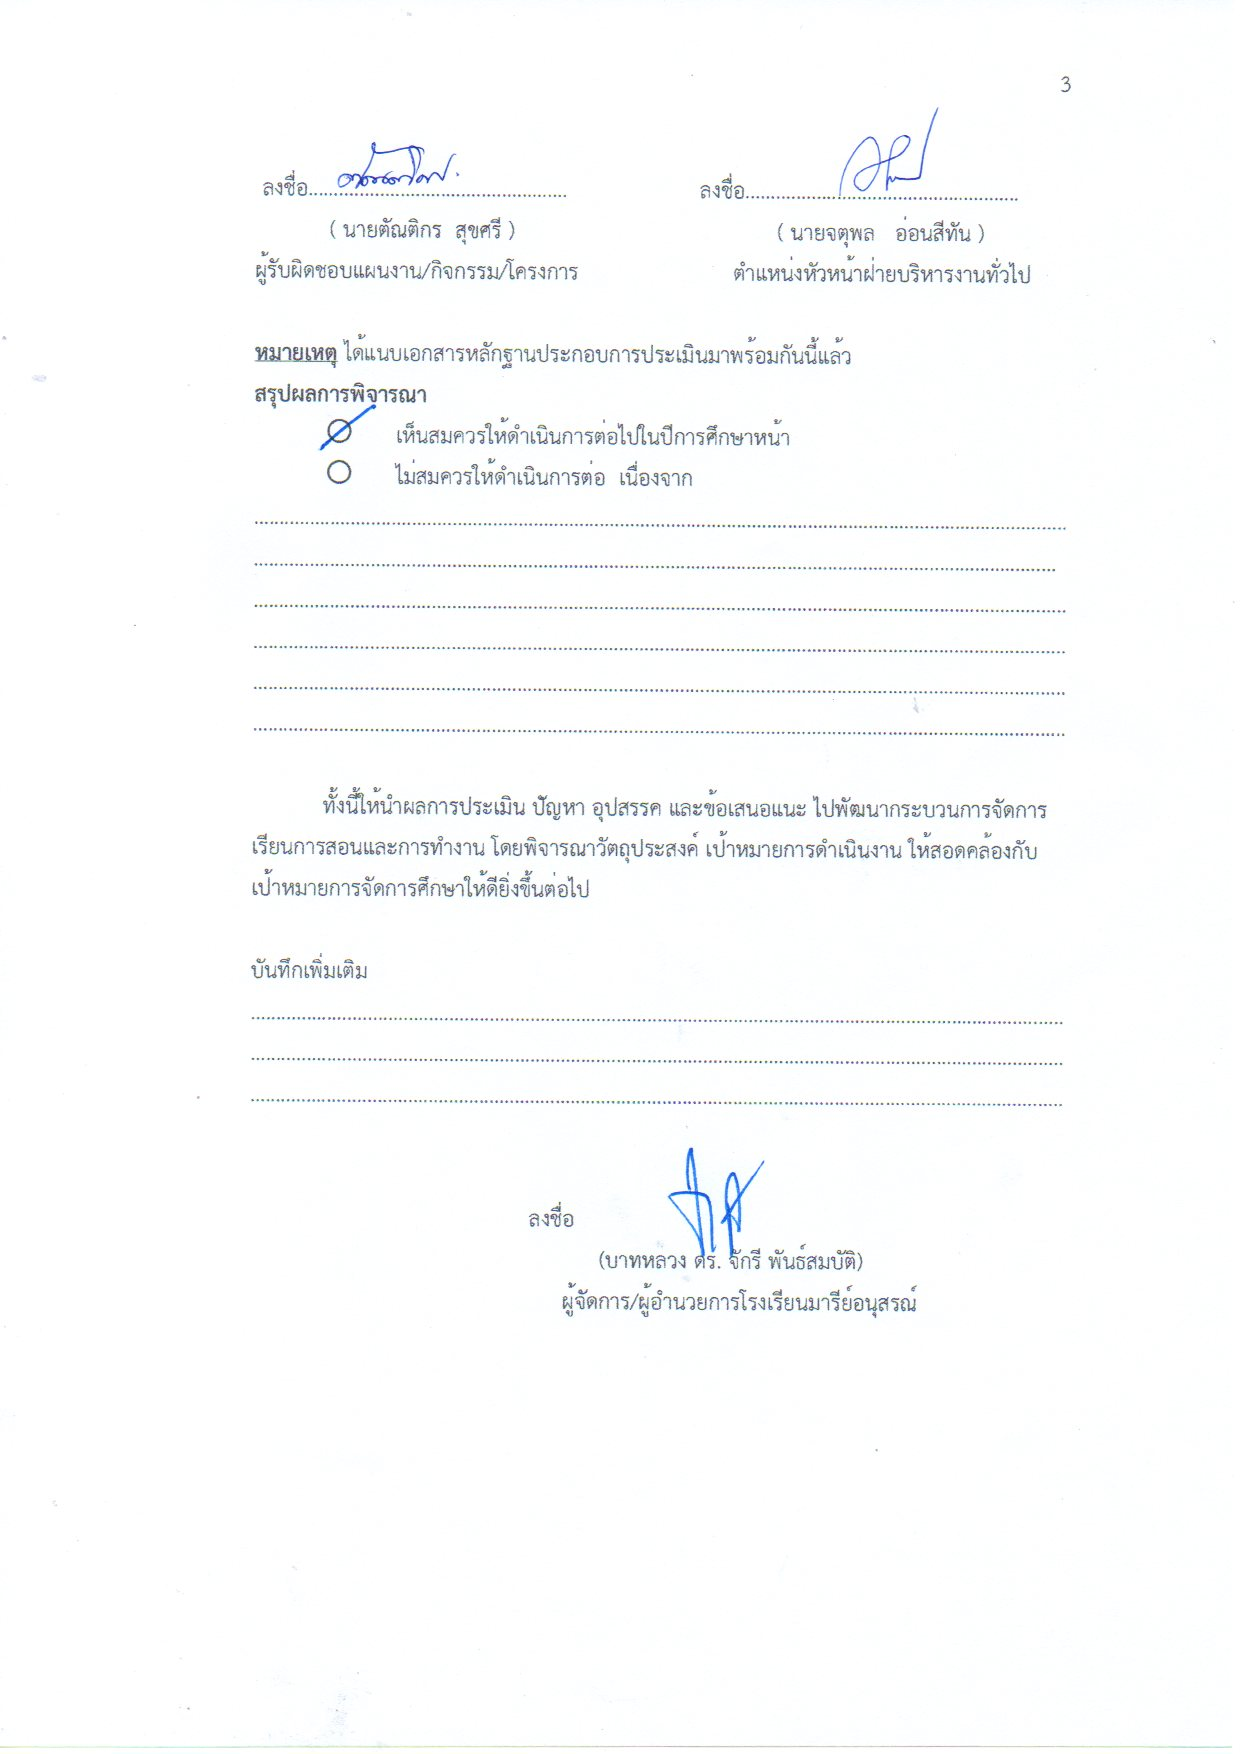 3
ลงชื่อ.................................................... ลงชื่อ......................................................
( นายตัณติกร สุขศรี ) ( นายจตุพล อ่อนสีทัน )
ผู้รับผิดชอบแผนงาน/กิจกรรม/โครงการ ตำแหน่งหัวหน้าฝ่ายบริหารงานทั่วไป
หมายเหตุ ได้แนบเอกสารหลักฐานประกอบการประเมินมาพร้อมกันนี้แล้ว
สรุปผลการพิจารณา
เห็นสมควรให้ดำเนินการต่อไปในปีการศึกษาหน้า
ไม่สมควรให้ดำเนินการต่อ เนื่องจาก
ทั้งนี้ให้นำผลการประเมิน ปัญหา อุปสรรค และข้อเสนอแนะ ไปพัฒนากระบวนการจัดการ
เรียนการสอนและการทำงาน โดยพิจารณาวัตถุประสงค์ เป้าหมายการดำเนินงาน ให้สอดคล้องกับ
เป้าหมายการจัดการศึกษาให้ดียิ่งขึ้นต่อไป
บันทึกเพิ่มเติม
ลงชื่อ
(บาทหลวง ดร. จักรี พันธ์สมบัติ)
ผู้จัดการ/ผู้อำนวยการโรงเรียนมารีย์อนุสรณ์